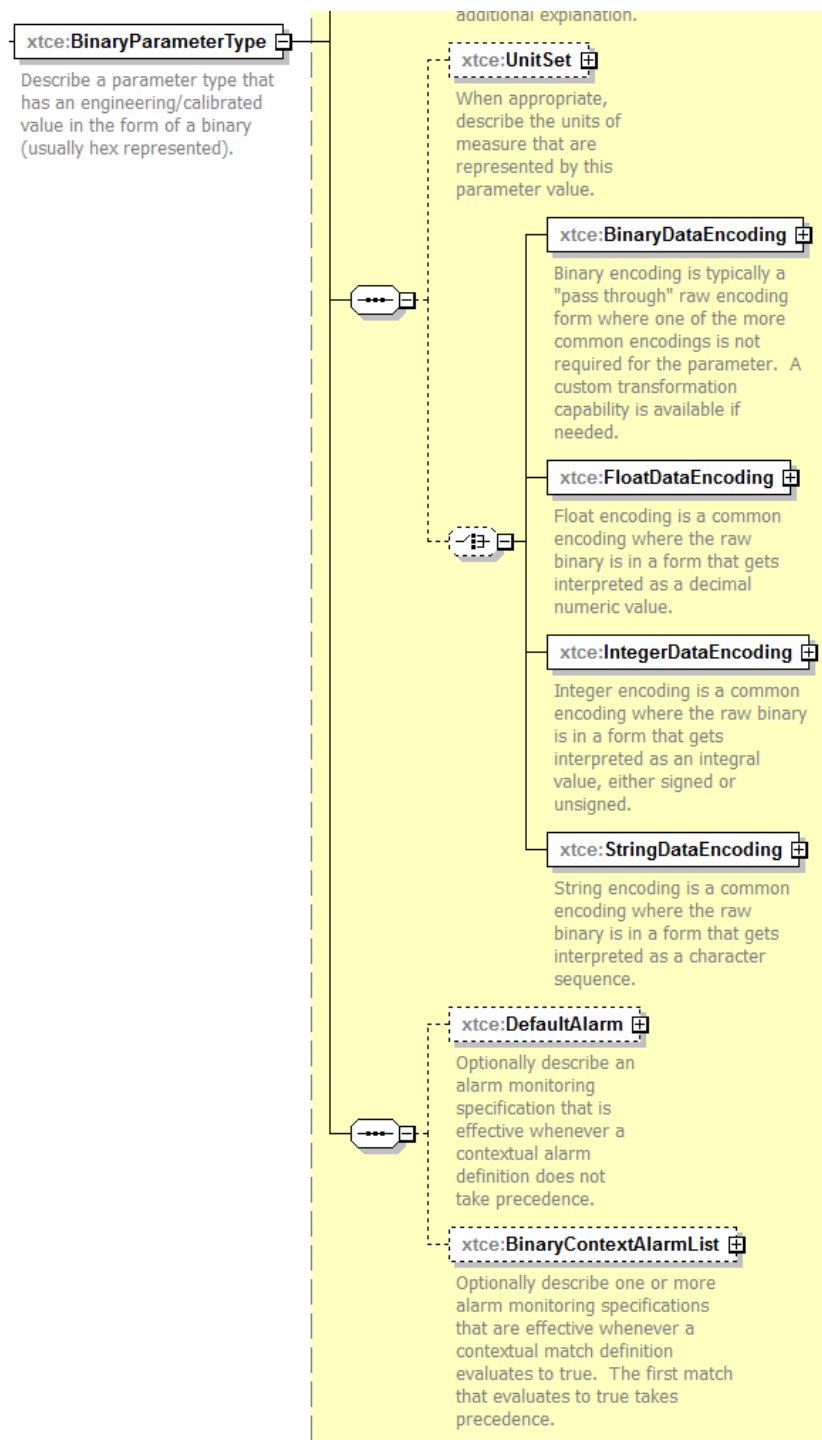 additional explanation.
xtce:BinaryParameterType
Describe a parameter type that
has an engineering/calibrated
value in the form of a binary
(usually hex represented).
xtce:UnitSet
When appropriate,
describe the units of
measure that are
represented by this
parameter value.
xtce:BinaryDataEncoding
Binary encoding is typically a
"pass through" raw encoding
form where one of the more
common encodings is not
required for the parameter.  A
custom transformation
capability is available if
needed.
xtce:FloatDataEncoding
Float encoding is a common
encoding where the raw
binary is in a form that gets
interpreted as a decimal
numeric value.
xtce:IntegerDataEncoding
Integer encoding is a common
encoding where the raw binary
is in a form that gets
interpreted as an integral
value, either signed or
unsigned.
xtce:StringDataEncoding
String encoding is a common
encoding where the raw
binary is in a form that gets
interpreted as a character
sequence.
xtce:DefaultAlarm
Optionally describe an
alarm monitoring
specification that is
effective whenever a
contextual alarm
definition does not
take precedence.
xtce:BinaryContextAlarmList
Optionally describe one or more
alarm monitoring specifications
that are effective whenever a
contextual match definition
evaluates to true.  The first match
that evaluates to true takes
precedence.